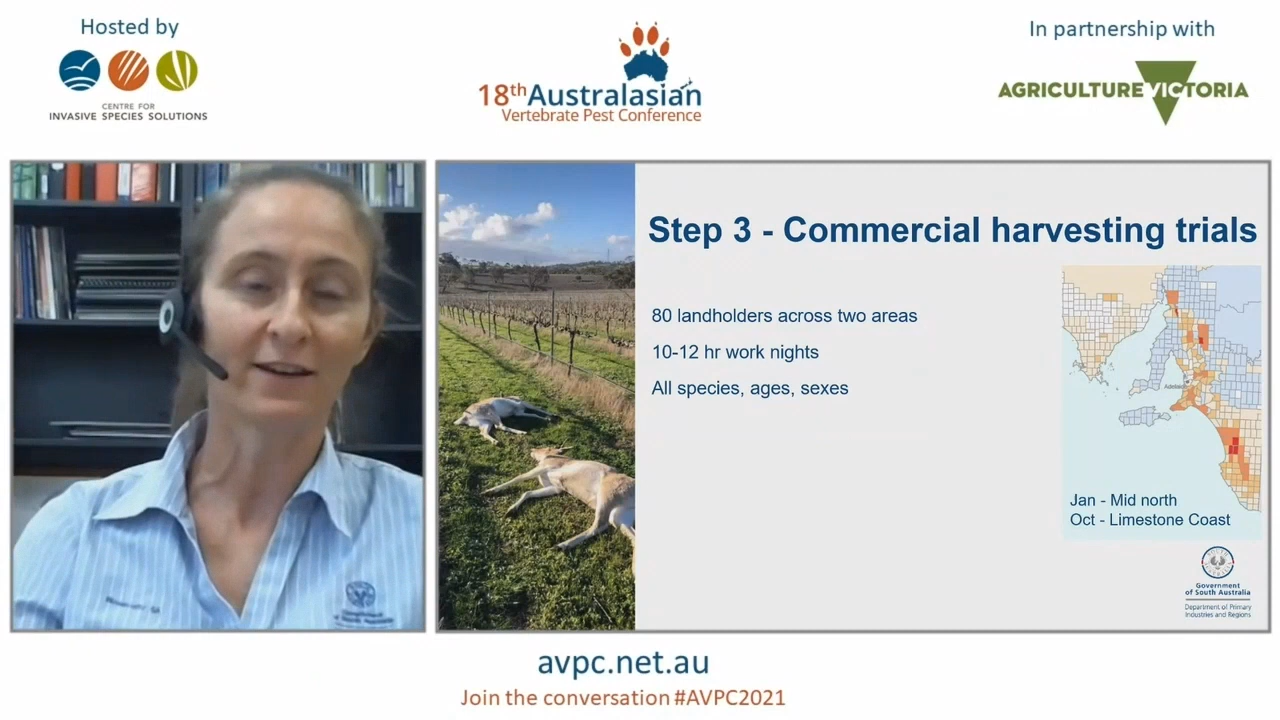 Hosted by
CENTRE FOR
INVASIVE SPECIES SOLUTIONS
18th Australasian
Vertebrate Pest Conference
In partnership with
AGRICULTURE VICTORIA
Step 3 - Commercial harvesting trials
80 landholders across two areas
10-12 hr work nights
All species, ages, sexes
Adelaide
Jan - Mid north
Oct - Limestone Coast
Government
of South Australia
Department of Primary
Industries and Regions
avpc.net.au
Join the conversation #AVPC2021